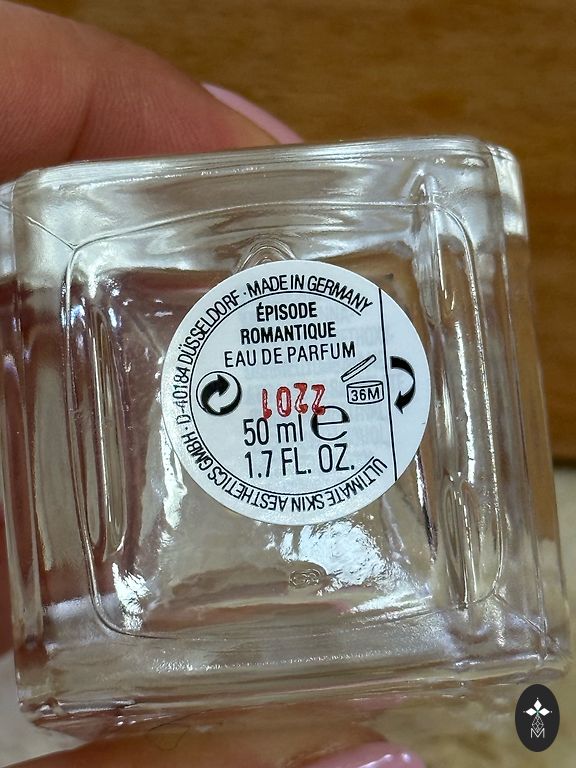 ULTIMATE SKIN AESTHETICS GMBH · D-40184 DÜSSELDORF · MADE IN GERMANY
ÉPISODE
ROMANTIQUE
EAU DE PARFUM
36M
2201
50 ml e
1.7 FL. OZ.
M